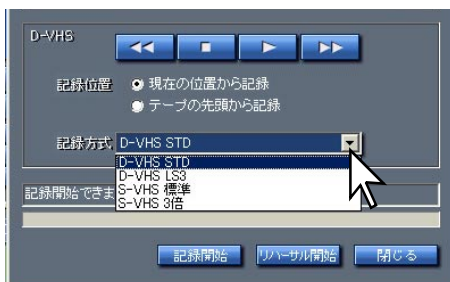 D-VHS
記録位置
現在の位置から記録
テープの先頭から記録
記録方式 D-VHS STD
D-VHS STD
D-VHS LS3
S-VHS 標準
S-VHS 3倍
記録開始できま
記録開始 リハーサル開始 閉じる